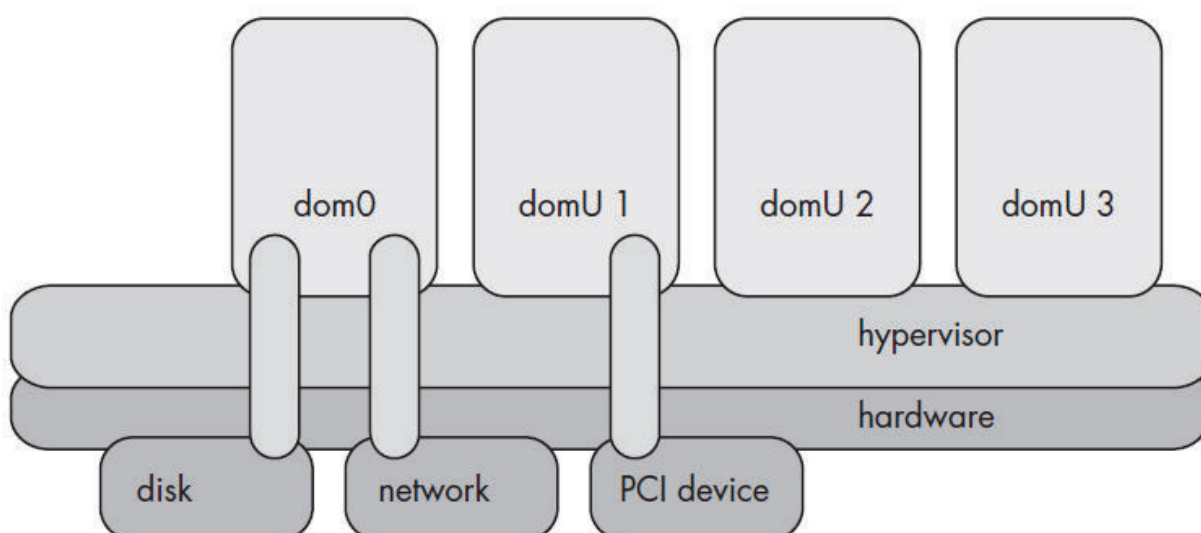 dom0
domU 1
domU 2
domU 3
hypervisor
hardware
disk
network
PCI device